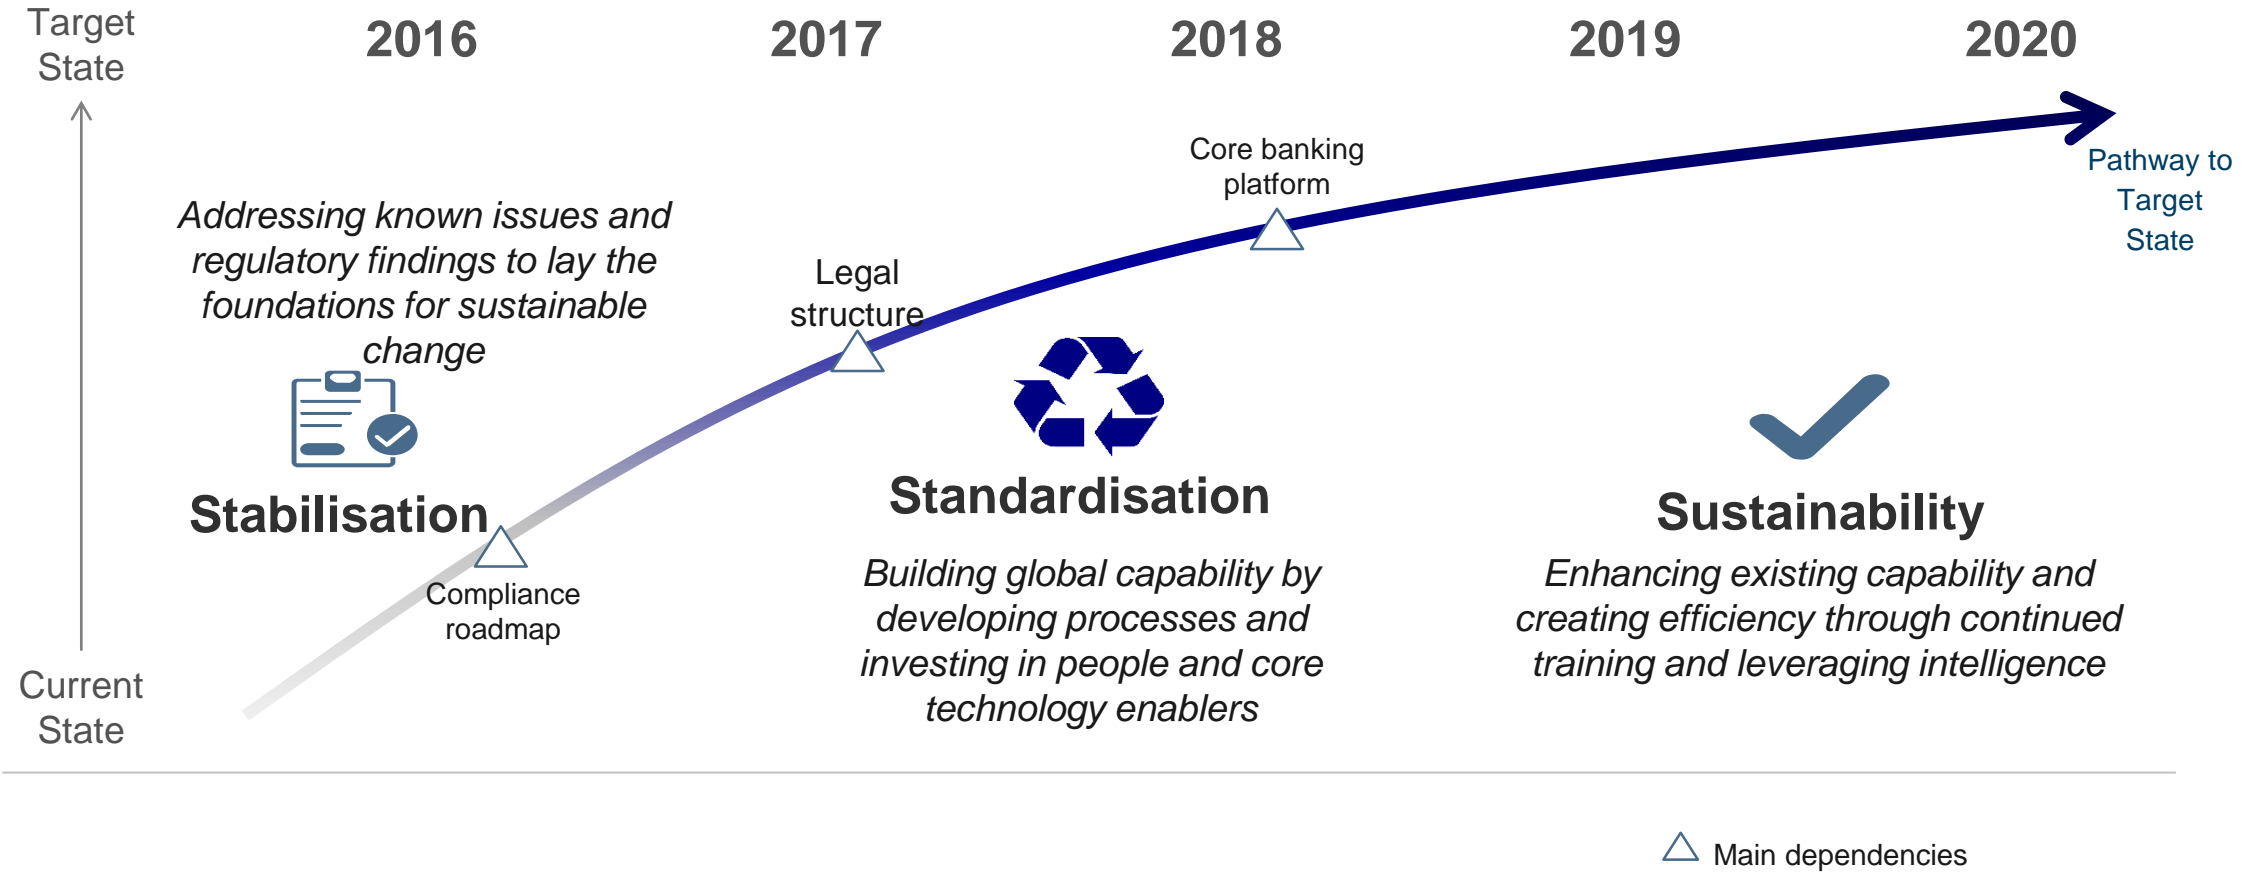 Target
State
2016
2017
2018
2019
2020
Addressing known issues and
regulatory findings to lay the
foundations for sustainable
change
Stabilisation
Compliance
roadmap
Legal
structure
Core banking
platform
Pathway to
Target
State
Standardisation
Building global capability by
developing processes and
investing in people and core
technology enablers
Sustainability
Enhancing existing capability and
creating efficiency through continued
training and leveraging intelligence
Current
State
Main dependencies